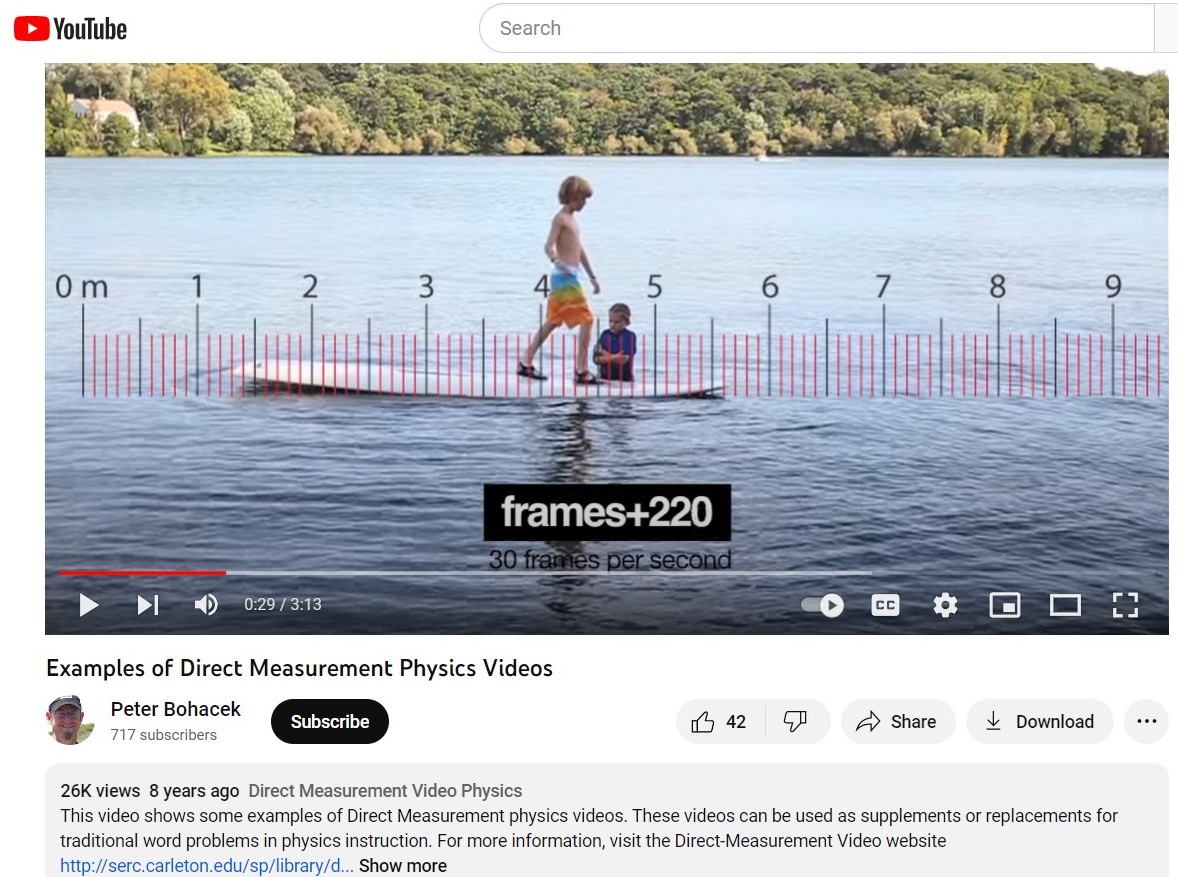 YouTube
Search
0 m 1 2 3 4 5 6 7 8 9
frames+220
30 frames per second
0:29 / 3:13
CC
Examples of Direct Measurement Physics Videos
Peter Bohacek
717 subscribers
Subscribe
42
Share
Download
26K views 8 years ago Direct Measurement Video Physics
This video shows some examples of Direct Measurement physics videos. These videos can be used as supplements or replacements for
traditional word problems in physics instruction. For more information, visit the Direct-Measurement Video website
http://serc.carleton.edu/sp/library/d... Show more